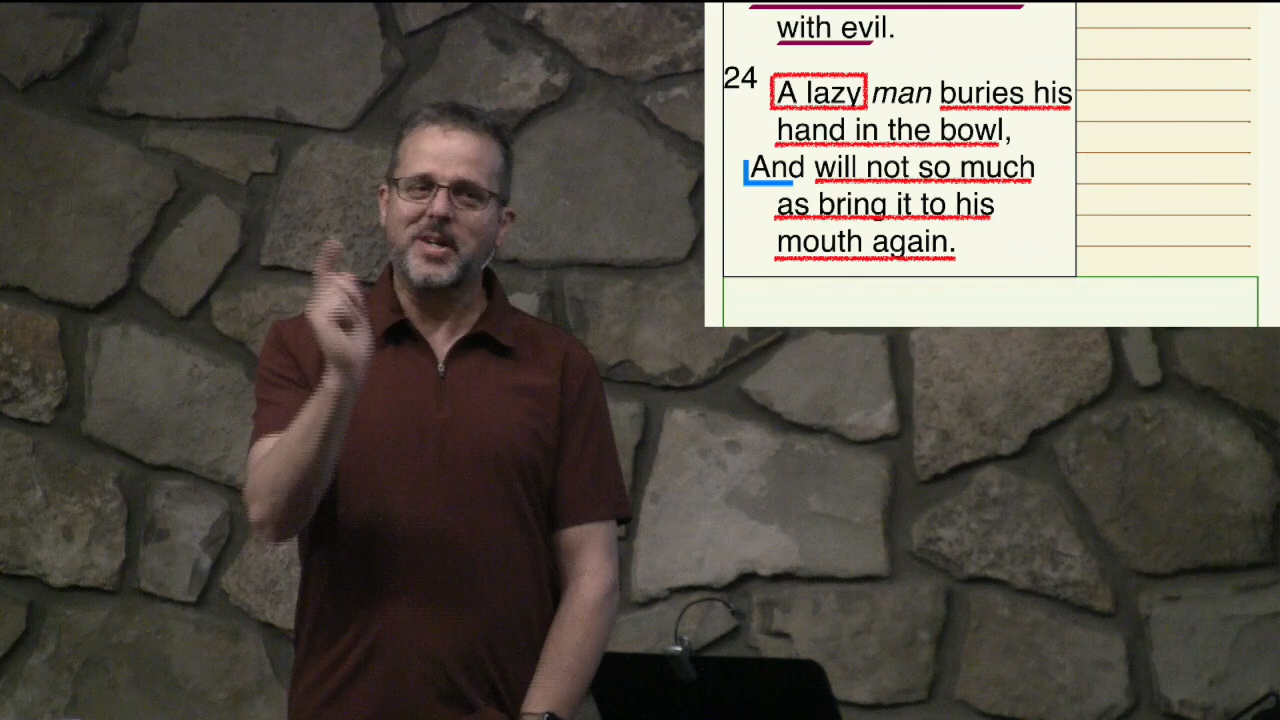 with evil.
24 A lazy man buries his
hand in the bowl,
And will not so much
as bring it to his
mouth again.